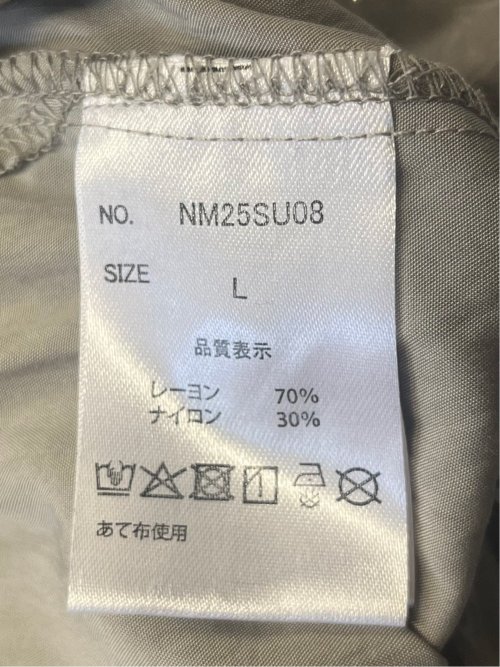 NO. NM25SU08
SIZE L
品質表示
レーヨン 70%
ナイロン 30%
あて布使用